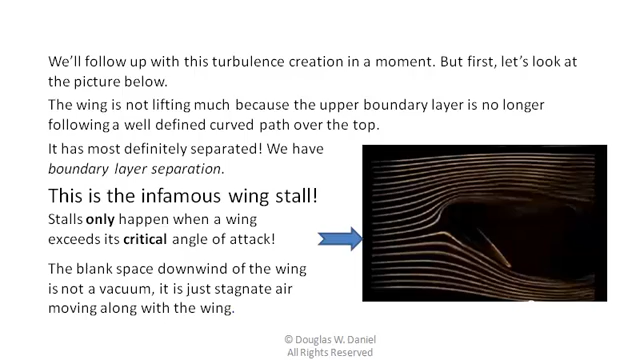 We'll follow up with this turbulence creation in a moment. But first, let's look at
the picture below.
The wing is not lifting much because the upper boundary layer is no longer
following a well defined curved path over the top.
It has most definitely separated! We have
boundary layer separation.
This is the infamous wing stall!
Stalls only happen when a wing
exceeds its critical angle of attack!
The blank space downwind of the wing
is not a vacuum, it is just stagnate air
moving along with the wing.
© Douglas W. Daniel
All Rights Reserved